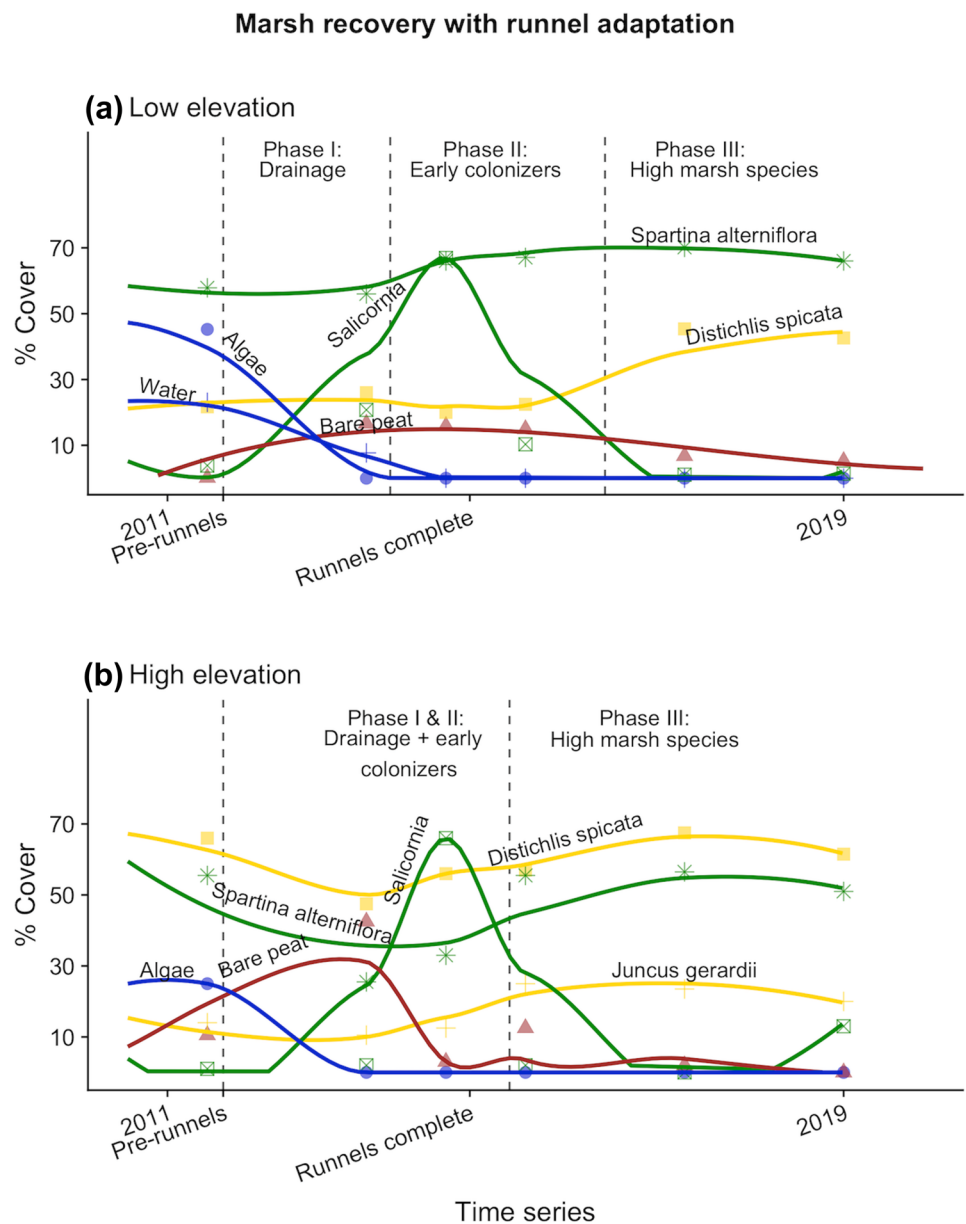 Marsh recovery with runnel adaptation
(a) Low elevation
Phase I:
Drainage
Phase II:
Early colonizers
Phase III:
High marsh species
% Cover
70
50
30
10
Spartina alterniflora
Salicornia
Distichlis spicata
Algae
Water
Bare peat
2011
Pre-runnels
Runnels complete
2019
(b) High elevation
Phase I & II:
Drainage + early
colonizers
Phase III:
High marsh species
% Cover
70
50
30
10
Salicornia
Distichlis spicata
Spartina alterniflora
Bare peat
Algae
Juncus gerardii
2011
Pre-runnels
Runnels complete
2019
Time series